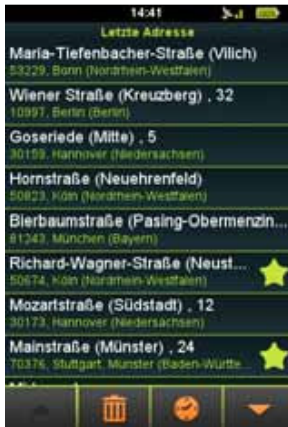 14:41
Letzte Adresse
Maria-Tiefenbacher-Straße (Vilich)
53229, Bonn (Nordrhein-Westfalen)
Wiener Straße (Kreuzberg) , 32
10997, Berlin (Berlin)
Goseriede (Mitte) , 5
30159, Hannover (Niedersachsen)
Hornstraße (Neuehrenfeld)
50823, Köln (Nordrhein-Westfalen)
Bierbaumstraße (Pasing-Obermenzin...
81243, München (Bayern)
Richard-Wagner-Straße (Neust...
50674, Köln (Nordrhein-Westfalen)
Mozartstraße (Südstadt) , 12
30173, Hannover (Niedersachsen)
Mainstraße (Münster) , 24
70376, Stuttgart, Münster (Baden-Württe...